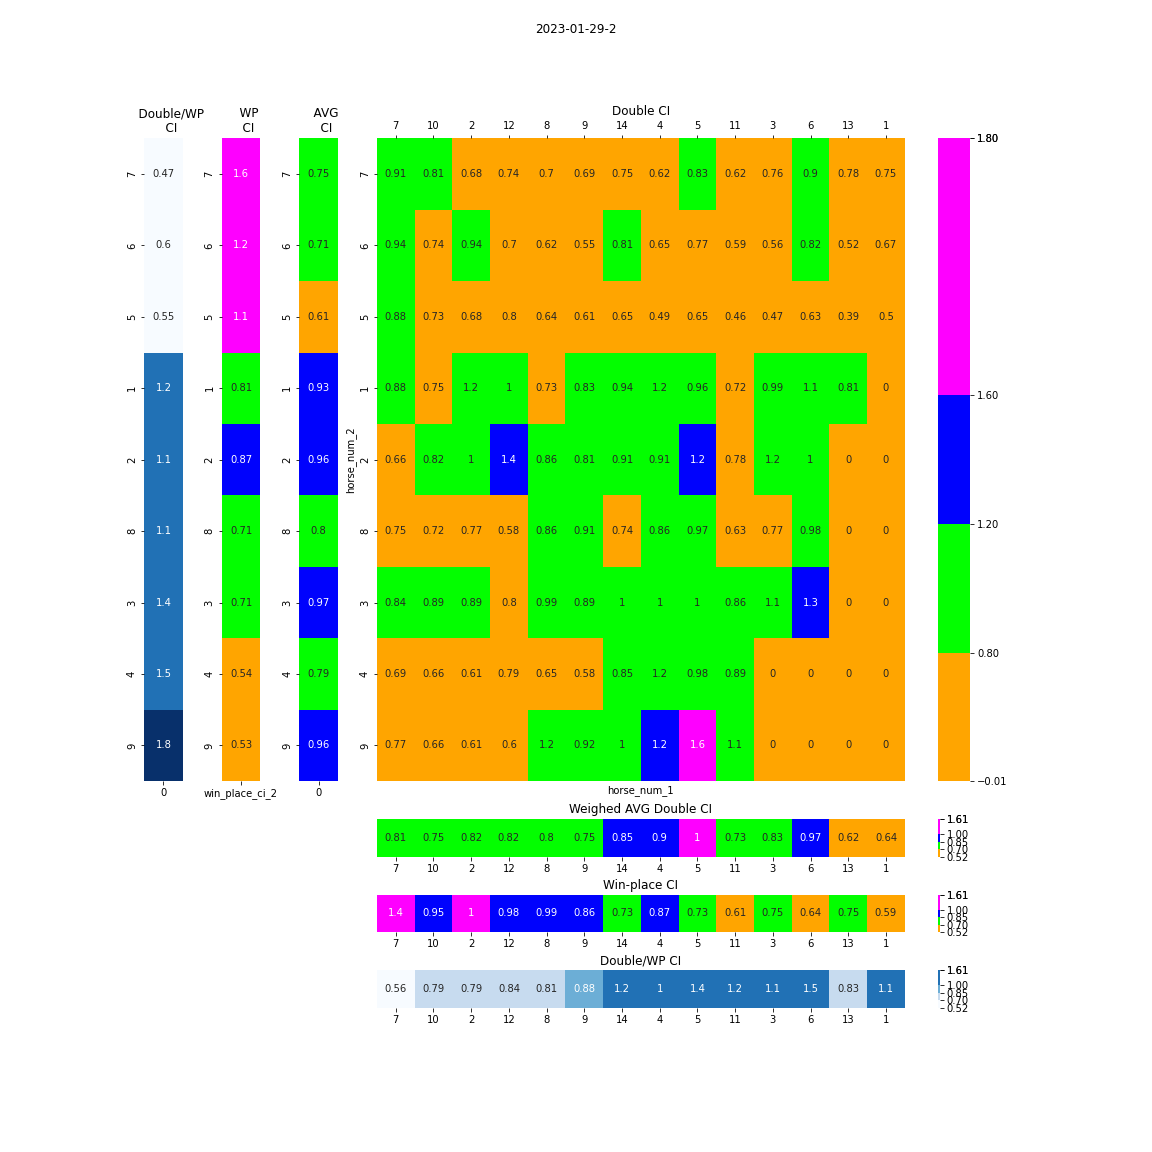 2023-01-29-2
Double/WP CI
WP CI
AVG CI
Double CI
7 10 2 12 8 9 14 4 5 11 3 6 13 1
7 0.47 7 1.6 7 0.75 7 0.91 0.81 0.68 0.74 0.7 0.69 0.75 0.62 0.83 0.62 0.76 0.9 0.78 0.75
6 0.6 6 1.2 6 0.71 6 0.94 0.74 0.94 0.7 0.62 0.55 0.81 0.65 0.77 0.59 0.56 0.82 0.52 0.67
5 0.55 5 1.1 5 0.61 5 0.88 0.73 0.68 0.8 0.64 0.61 0.65 0.49 0.65 0.46 0.47 0.63 0.39 0.5
1 1.2 1 0.81 1 0.93 1 0.88 0.75 1.2 1 0.73 0.83 0.94 1.2 0.96 0.72 0.99 1.1 0.81 0
2 1.1 2 0.87 2 0.96 2 0.66 0.82 1 1.4 0.86 0.81 0.91 0.91 1.2 0.78 1.2 1 0 0
8 1.1 8 0.71 8 0.8 8 0.75 0.72 0.77 0.58 0.86 0.91 0.74 0.86 0.97 0.63 0.77 0.98 0 0
3 1.4 3 0.71 3 0.97 3 0.84 0.89 0.89 0.8 0.99 0.89 1 1 1 0.86 1.1 1.3 0 0
4 1.5 4 0.54 4 0.79 4 0.69 0.66 0.61 0.79 0.65 0.58 0.85 1.2 0.98 0.89 0 0 0 0
9 1.8 9 0.53 9 0.96 9 0.77 0.66 0.61 0.6 1.2 0.92 1 1.2 1.6 1.1 0 0 0 0
0 win_place_ci_2 0
horse_num_2
horse_num_1
1.80
1.60
1.20
0.80
−0.01
Weighed AVG Double CI
0.81 0.75 0.82 0.82 0.8 0.75 0.85 0.9 1 0.73 0.83 0.97 0.62 0.64
7 10 2 12 8 9 14 4 5 11 3 6 13 1
1.61
1.00
0.85
0.70
0.52
Win-place CI
1.4 0.95 1 0.98 0.99 0.86 0.73 0.87 0.73 0.61 0.75 0.64 0.75 0.59
7 10 2 12 8 9 14 4 5 11 3 6 13 1
1.61
1.00
0.85
0.70
0.52
Double/WP CI
0.56 0.79 0.79 0.84 0.81 0.88 1.2 1 1.4 1.2 1.1 1.5 0.83 1.1
7 10 2 12 8 9 14 4 5 11 3 6 13 1
1.61
1.00
0.85
0.70
0.52